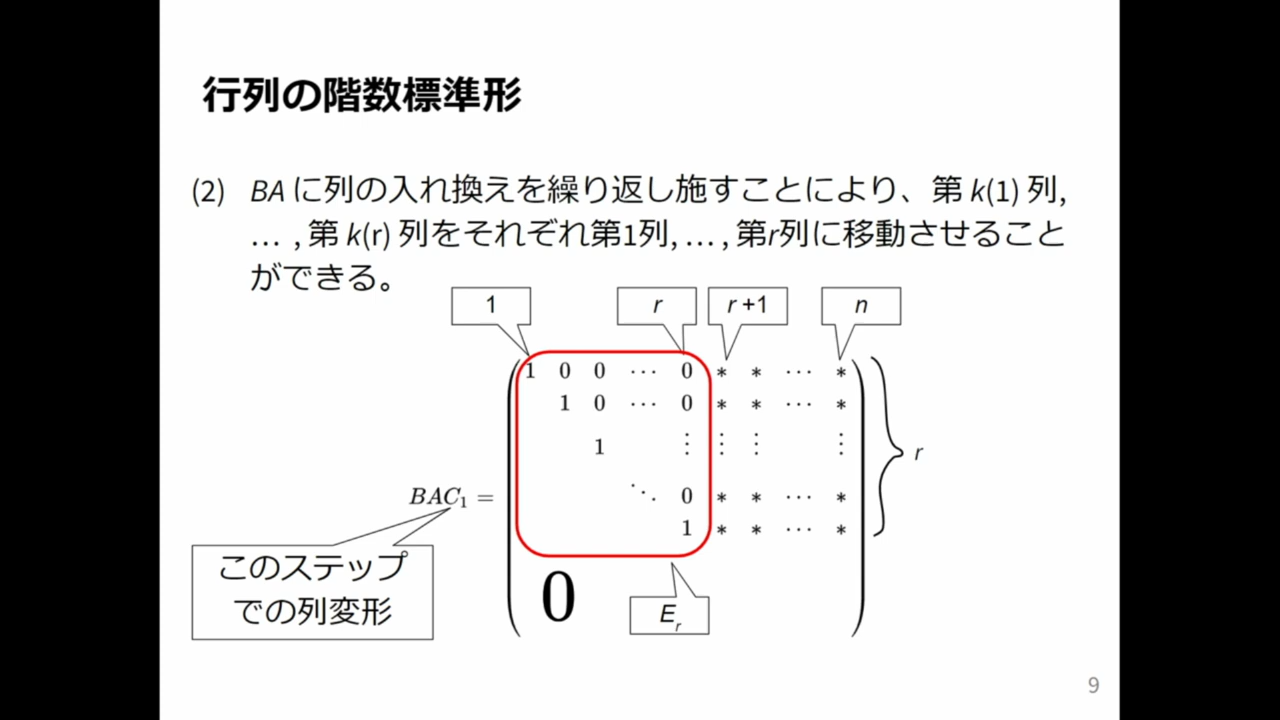 行列の階数標準形
(2) BA に列の入れ換えを繰り返し施すことにより、第 k(1) 列,
… , 第 k(r) 列をそれぞれ第1列, … , 第r列に移動させること
ができる。
1 r r +1 n
1 0 0 ⋯ 0 * * ⋯ *
1 0 ⋯ 0 * * ⋯ *
1 ⋮ ⋮ ⋮ ⋮
r
⋱ 0 * * ⋯ *
BAC₁ =
1 * * ⋯ *
このステップ
での列変形
0
Eᵣ
9